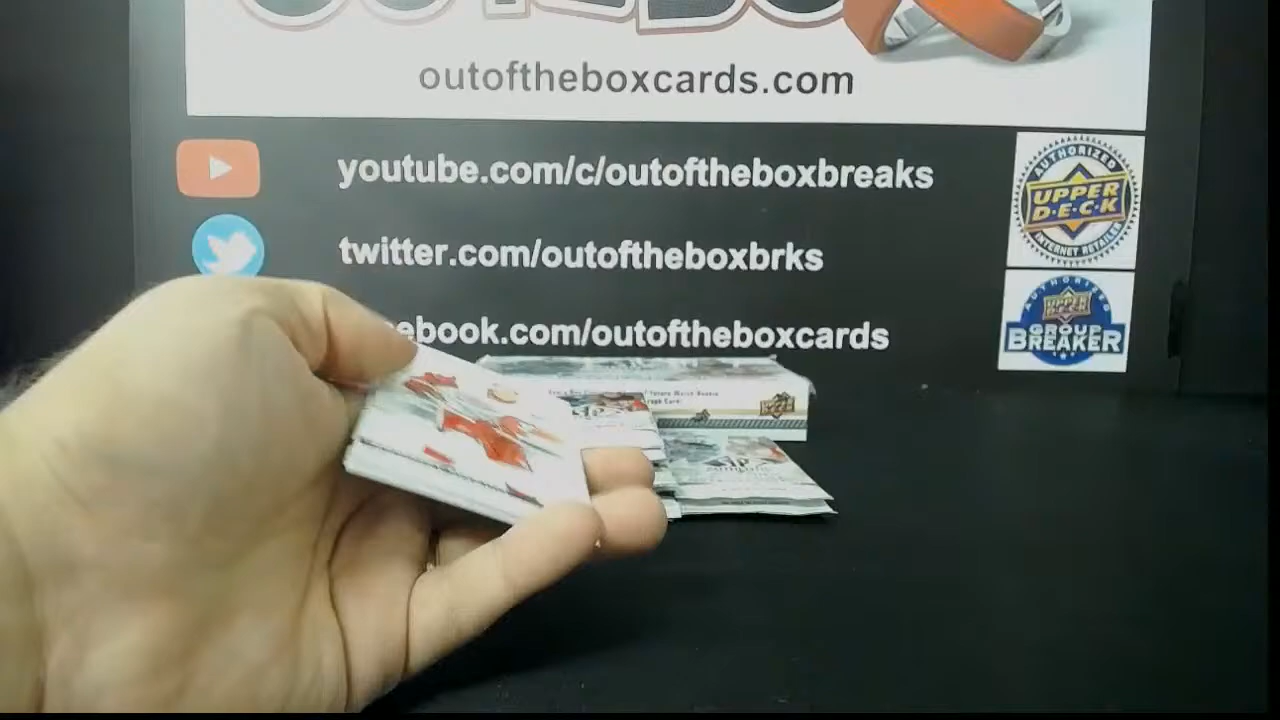 outoftheboxcards.com
youtube.com/c/outoftheboxbreaks
AUTHORIZED
UPPER
D·E·C·K
INTERNET RETAILER
twitter.com/outoftheboxbrks
ebook.com/outoftheboxcards
AUTHORIZED
UPPER
DECK
GROUP
BREAKER